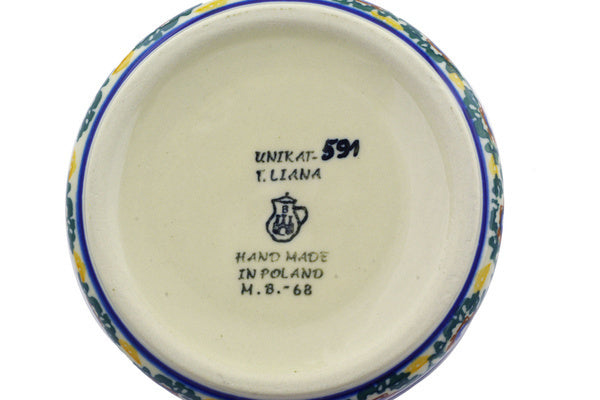 UNIKAT-591
T. LIANA
B
HAND MADE
IN POLAND
M.B.-68